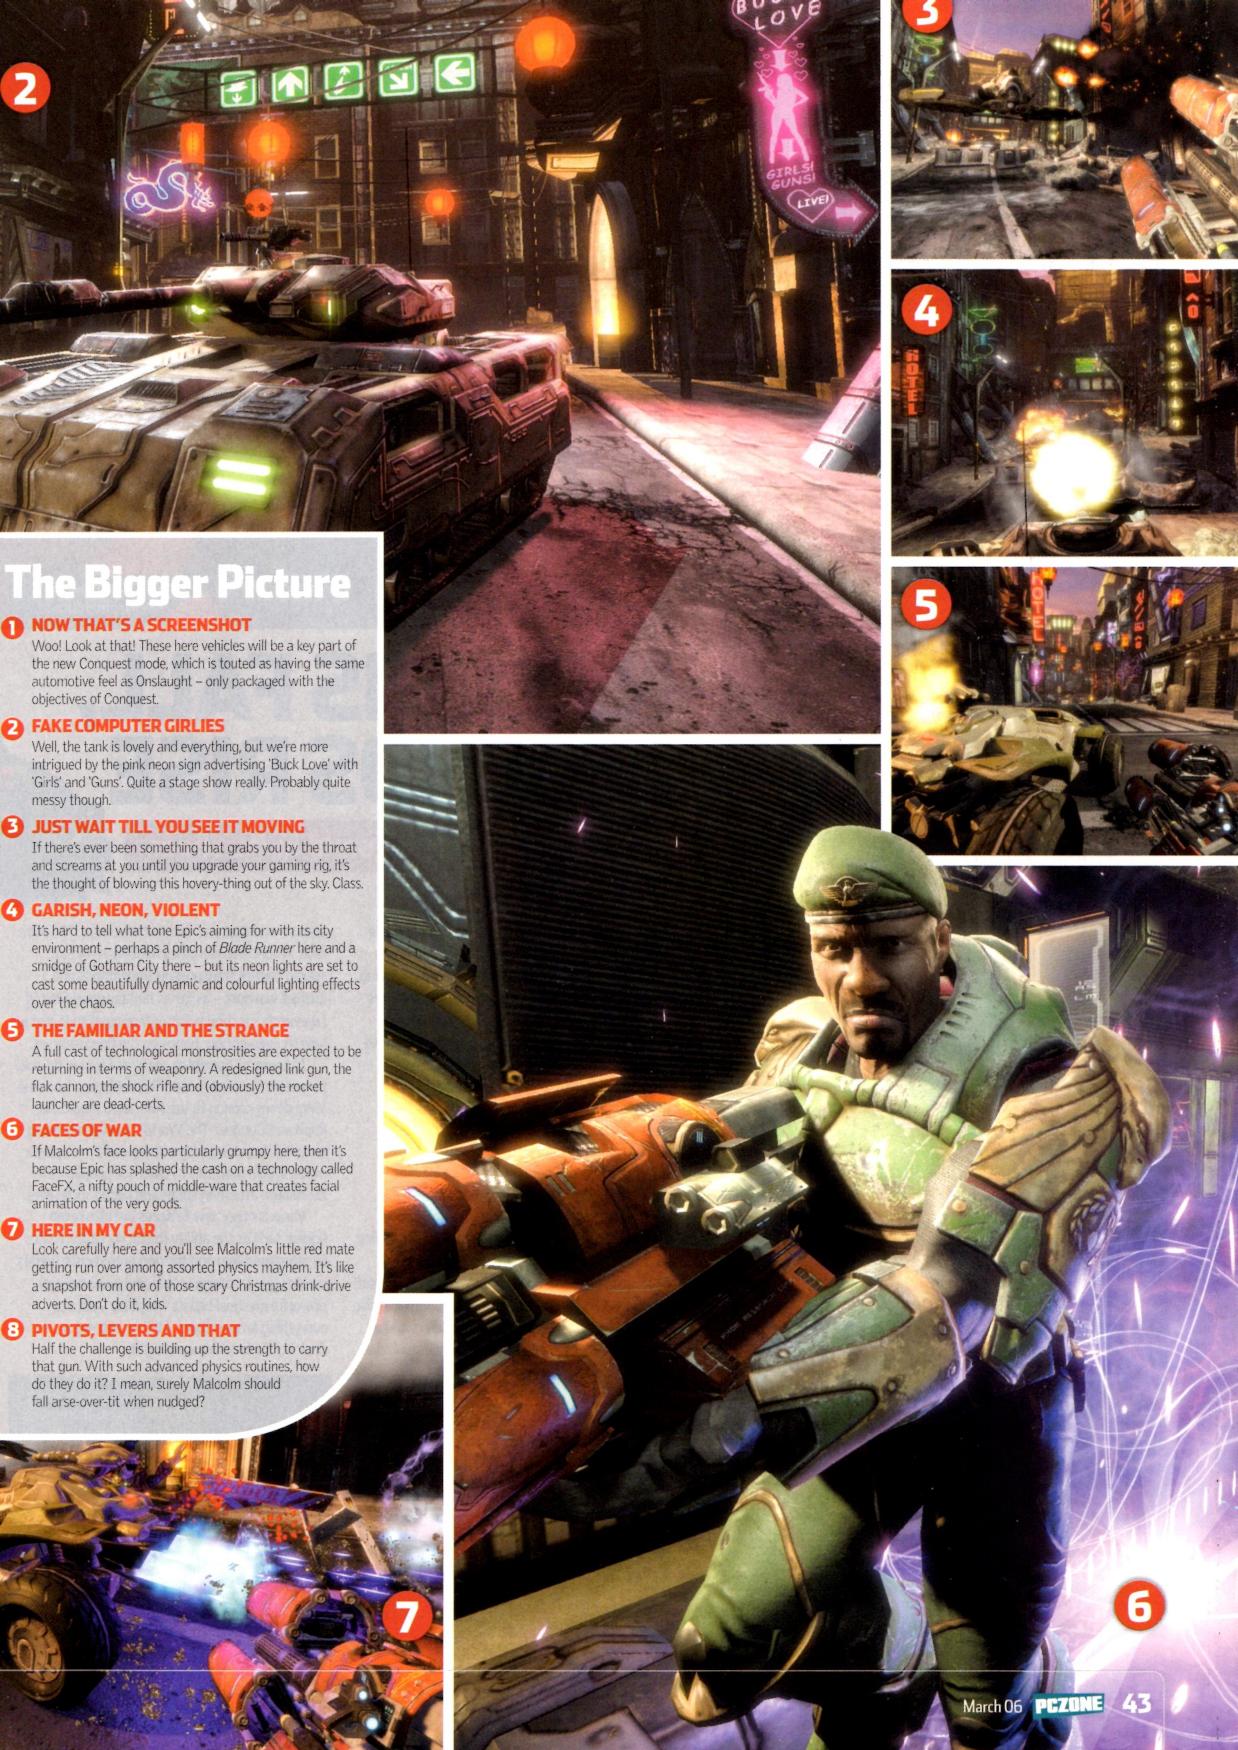 2
BUCK
LOVE
GIRLS!
GUNS!
LIVE!
3
4
HOTEL
5
HOTEL
The Bigger Picture
1 NOW THAT'S A SCREENSHOT
Woo! Look at that! These here vehicles will be a key part of
the new Conquest mode, which is touted as having the same
automotive feel as Onslaught – only packaged with the
objectives of Conquest.
2 FAKE COMPUTER GIRLIES
Well, the tank is lovely and everything, but we're more
intrigued by the pink neon sign advertising 'Buck Love' with
'Girls' and 'Guns'. Quite a stage show really. Probably quite
messy though.
3 JUST WAIT TILL YOU SEE IT MOVING
If there's ever been something that grabs you by the throat
and screams at you until you upgrade your gaming rig, it's
the thought of blowing this hovery-thing out of the sky. Class.
4 GARISH, NEON, VIOLENT
It's hard to tell what tone Epic's aiming for with its city
environment – perhaps a pinch of Blade Runner here and a
smidge of Gotham City there – but its neon lights are set to
cast some beautifully dynamic and colourful lighting effects
over the chaos.
5 THE FAMILIAR AND THE STRANGE
A full cast of technological monstrosities are expected to be
returning in terms of weaponry. A redesigned link gun, the
flak cannon, the shock rifle and (obviously) the rocket
launcher are dead-certs.
6 FACES OF WAR
If Malcolm's face looks particularly grumpy here, then it's
because Epic has splashed the cash on a technology called
FaceFX, a nifty pouch of middle-ware that creates facial
animation of the very gods.
7 HERE IN MY CAR
Look carefully here and you'll see Malcolm's little red mate
getting run over among assorted physics mayhem. It's like
a snapshot from one of those scary Christmas drink-drive
adverts. Don't do it, kids.
8 PIVOTS, LEVERS AND THAT
Half the challenge is building up the strength to carry
that gun. With such advanced physics routines, how
do they do it? I mean, surely Malcolm should
fall arse-over-tit when nudged?
7
6
March 06 PCZONE 43